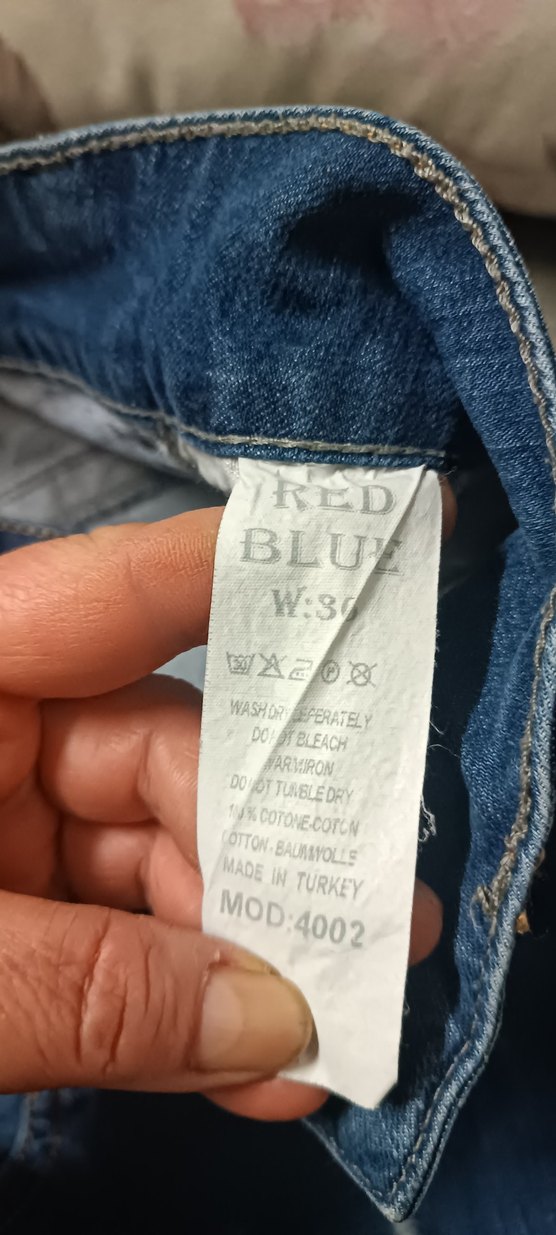 RED
BLUE
W:36
WASH DRY SEPERATELY
DO NOT BLEACH
WARM IRON
DO NOT TUMBLE DRY
100% COTONE-COTON
COTTON-BAUMWOLLE
MADE IN TURKEY
MOD:4002